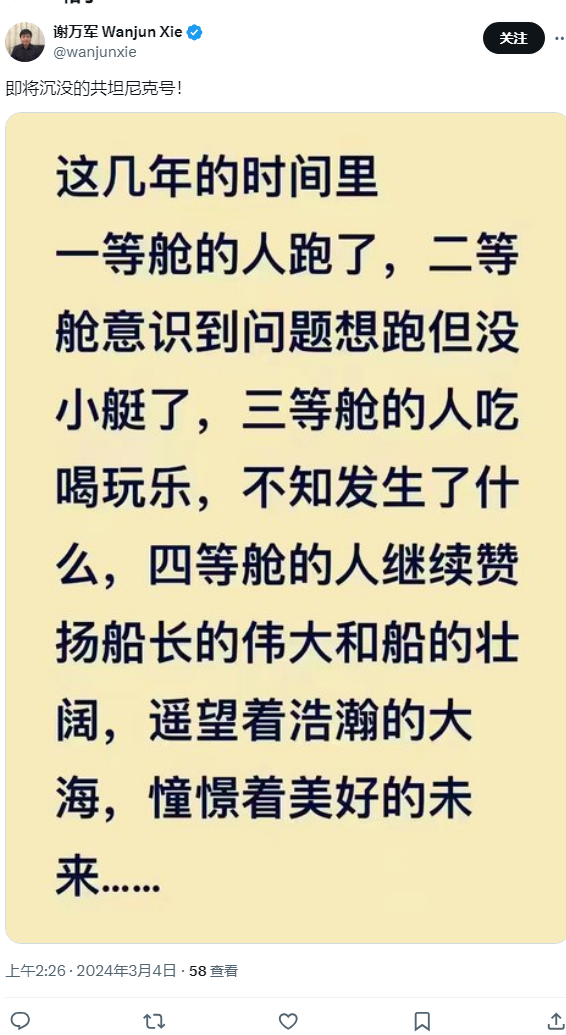 谢万军 Wanjun Xie
@wanjunxie
关注
即将沉没的共坦尼克号！
这几年的时间里
一等舱的人跑了，二等
舱意识到问题想跑但没
小艇了，三等舱的人吃
喝玩乐，不知发生了什
么，四等舱的人继续赞
扬船长的伟大和船的壮
阔，遥望着浩瀚的大
海，憧憬着美好的未
来......
上午2:26 · 2024年3月4日 · 58 查看